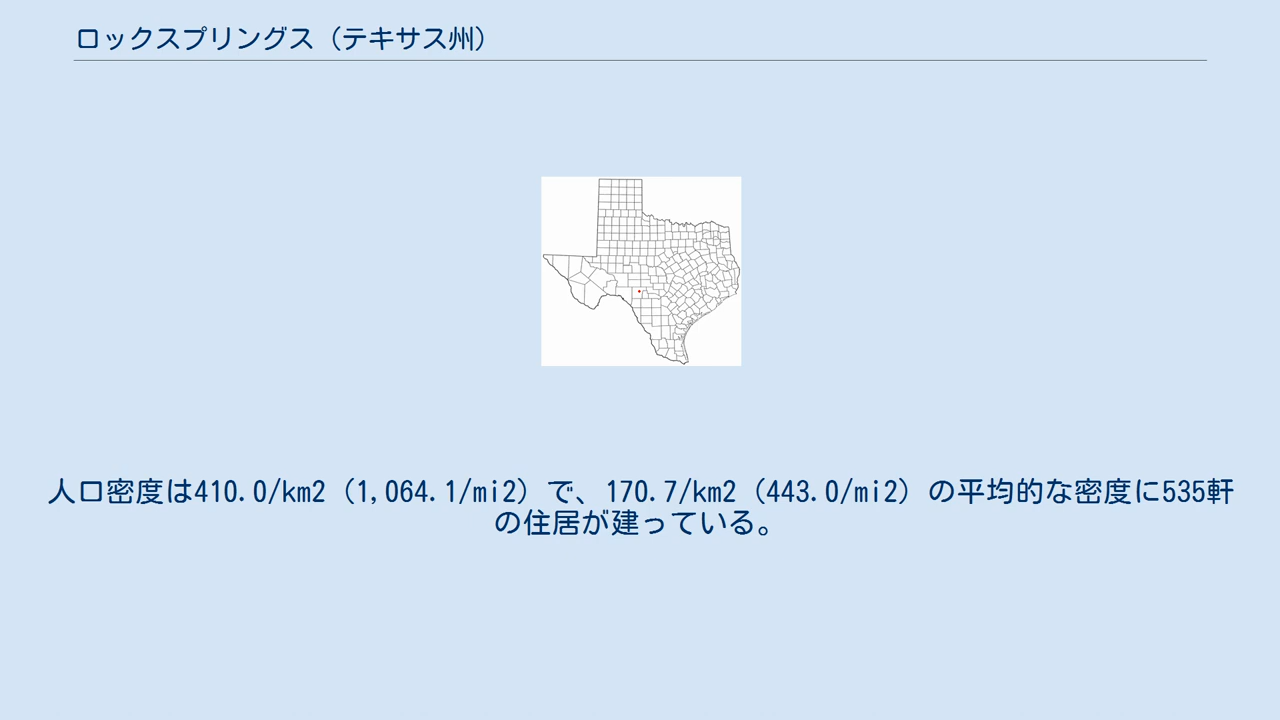 ロックスプリングス（テキサス州）
人口密度は410.0/km2（1,064.1/mi2）で、170.7/km2（443.0/mi2）の平均的な密度に535軒
の住居が建っている。